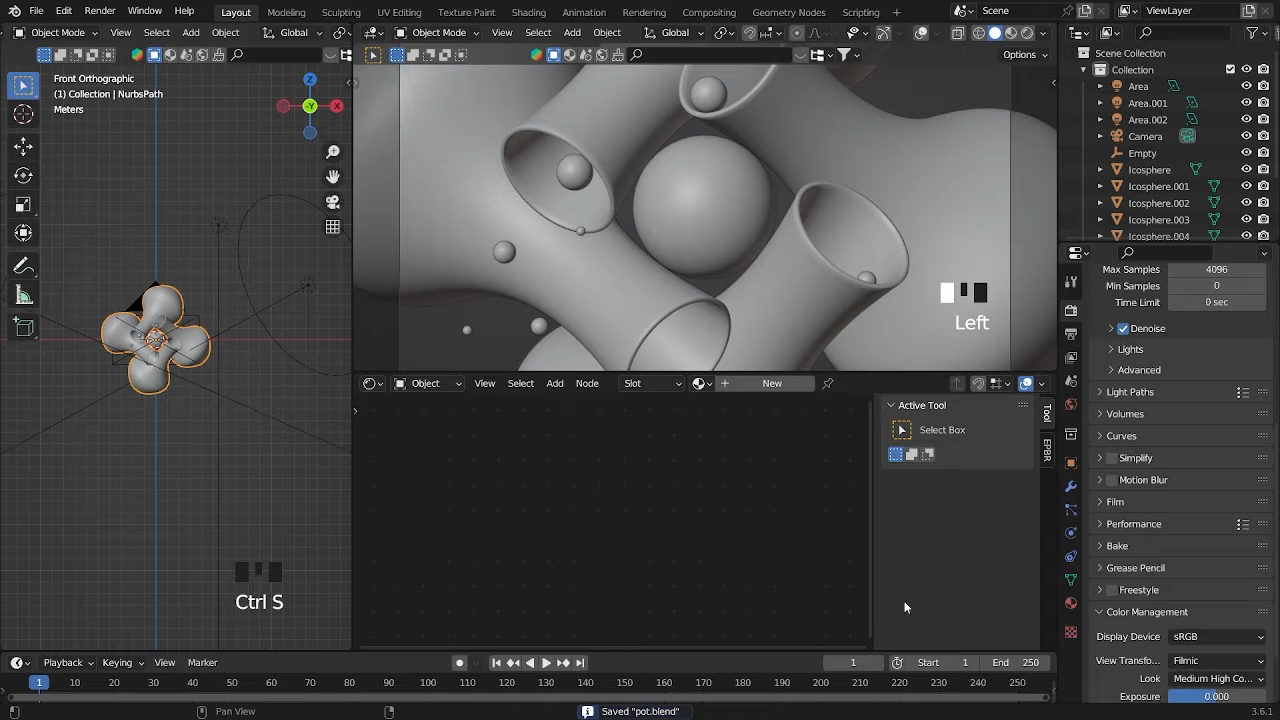 File Edit Render Window Help Layout Modeling Sculpting UV Editing Texture Paint Shading Animation Rendering Compositing Geometry Nodes Scripting Scene ViewLayer
Object Mode View Select Add Object Global
Object Mode View Select Add Object Global
Options
Front Orthographic
(1) Collection | NurbsPath
Meters
Z
X
-Y
Ctrl S
Left
Scene Collection
Collection
Area
Area.001
Area.002
Camera
Empty
Icosphere
Icosphere.001
Icosphere.002
Icosphere.003
Icosphere.004
Max Samples 4096
Min Samples 0
Time Limit 0 sec
Denoise
Lights
Advanced
Light Paths
Volumes
Curves
Simplify
Motion Blur
Film
Performance
Bake
Grease Pencil
Freestyle
Color Management
Display Device sRGB
View Transfo... Filmic
Look Medium High Co...
Exposure 0.000
Object View Select Add Node Slot New
Active Tool
Select Box
Tool
EPBR
Playback Keying View Marker 1 Start 1 End 250
1 10 20 30 40 50 60 70 80 90 100 110 120 130 140 150 160 170 180 190 200 210 220 230 240 250
Pan View Saved "pot.blend" 3.6.1